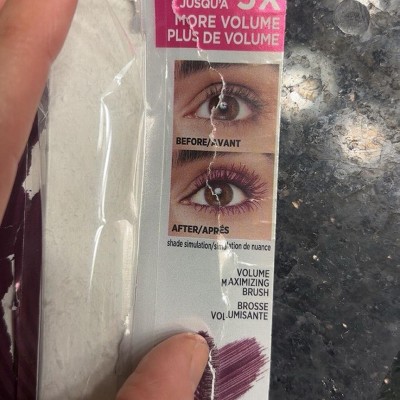 JUSQU'À 5X
MORE VOLUME
PLUS DE VOLUME
BEFORE/AVANT
AFTER/APRÈS
shade simulation/simulation de nuance
VOLUME
MAXIMIZING
BRUSH
BROSSE
VOLUMISANTE